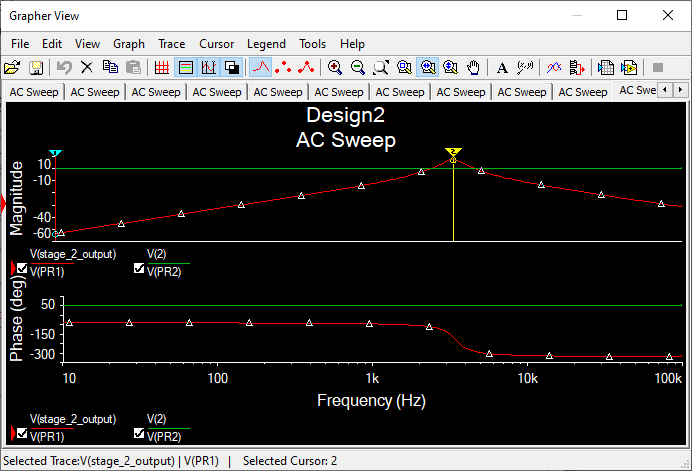 Grapher View
File Edit View Graph Trace Cursor Legend Tools Help
A
AC Sweep AC Sweep AC Sweep AC Sweep AC Sweep AC Sweep AC Sweep AC Sweep AC Sweep AC Sweep AC Swe
Design2
AC Sweep
1
2
Magnitude
10
-10
-40
-60
V(stage_2_output) V(2)
V(PR1) V(PR2)
Phase (deg)
50
-150
-300
10 100 1k 10k 100k
Frequency (Hz)
V(stage_2_output) V(2)
V(PR1) V(PR2)
Selected Trace:V(stage_2_output) | V(PR1) | Selected Cursor: 2